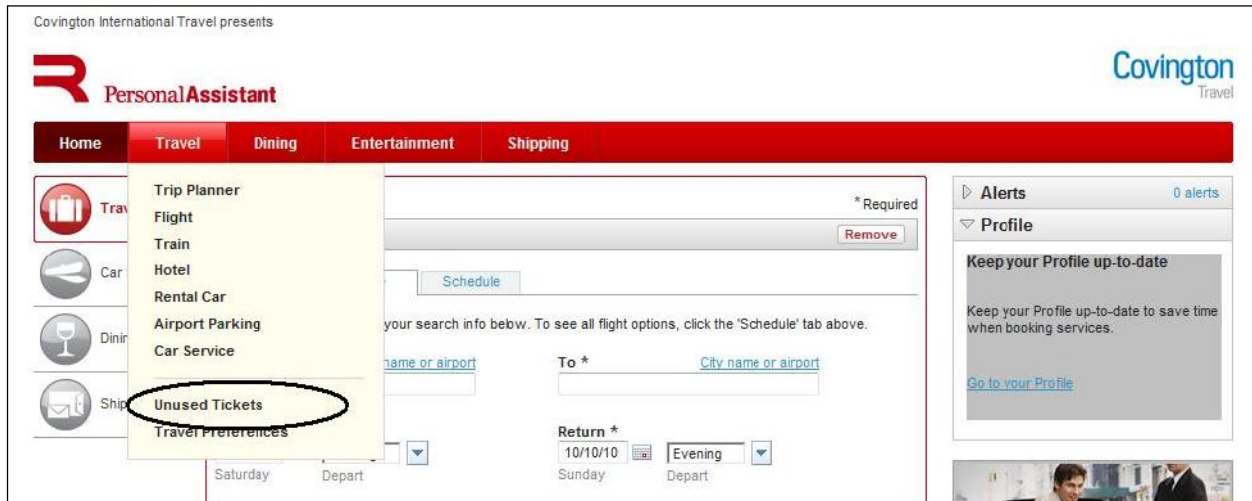 Covington International Travel presents
PersonalAssistant
Covington
Travel
Home Travel Dining Entertainment Shipping
Trip Planner
Flight
Train
Hotel
Rental Car
Airport Parking
Car Service
Unused Tickets
Travel Preferences
Car
* Required
Remove
Schedule
your search info below. To see all flight options, click the 'Schedule' tab above.
name or airport
To * City name or airport
Return *
10/10/10 Evening
Saturday Depart Sunday Depart
Alerts 0 alerts
Profile
Keep your Profile up-to-date
Keep your Profile up-to-date to save time
when booking services.
Go to your Profile